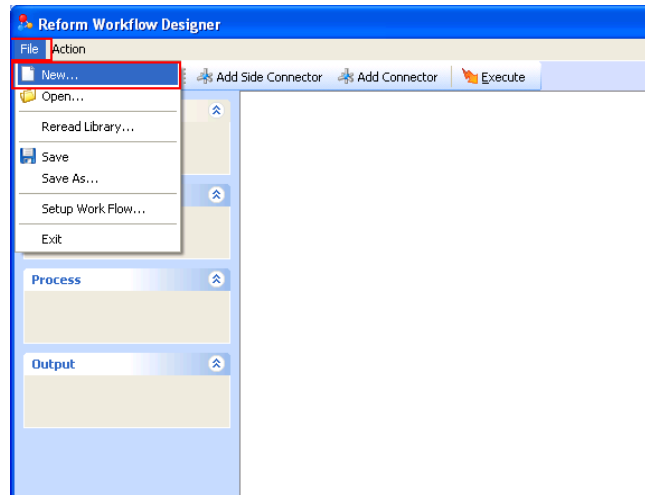 Reform Workflow Designer
File Action
New... Add Side Connector Add Connector Execute
Open...
Reread Library...
Save
Save As...
Setup Work Flow...
Exit
Process
Output